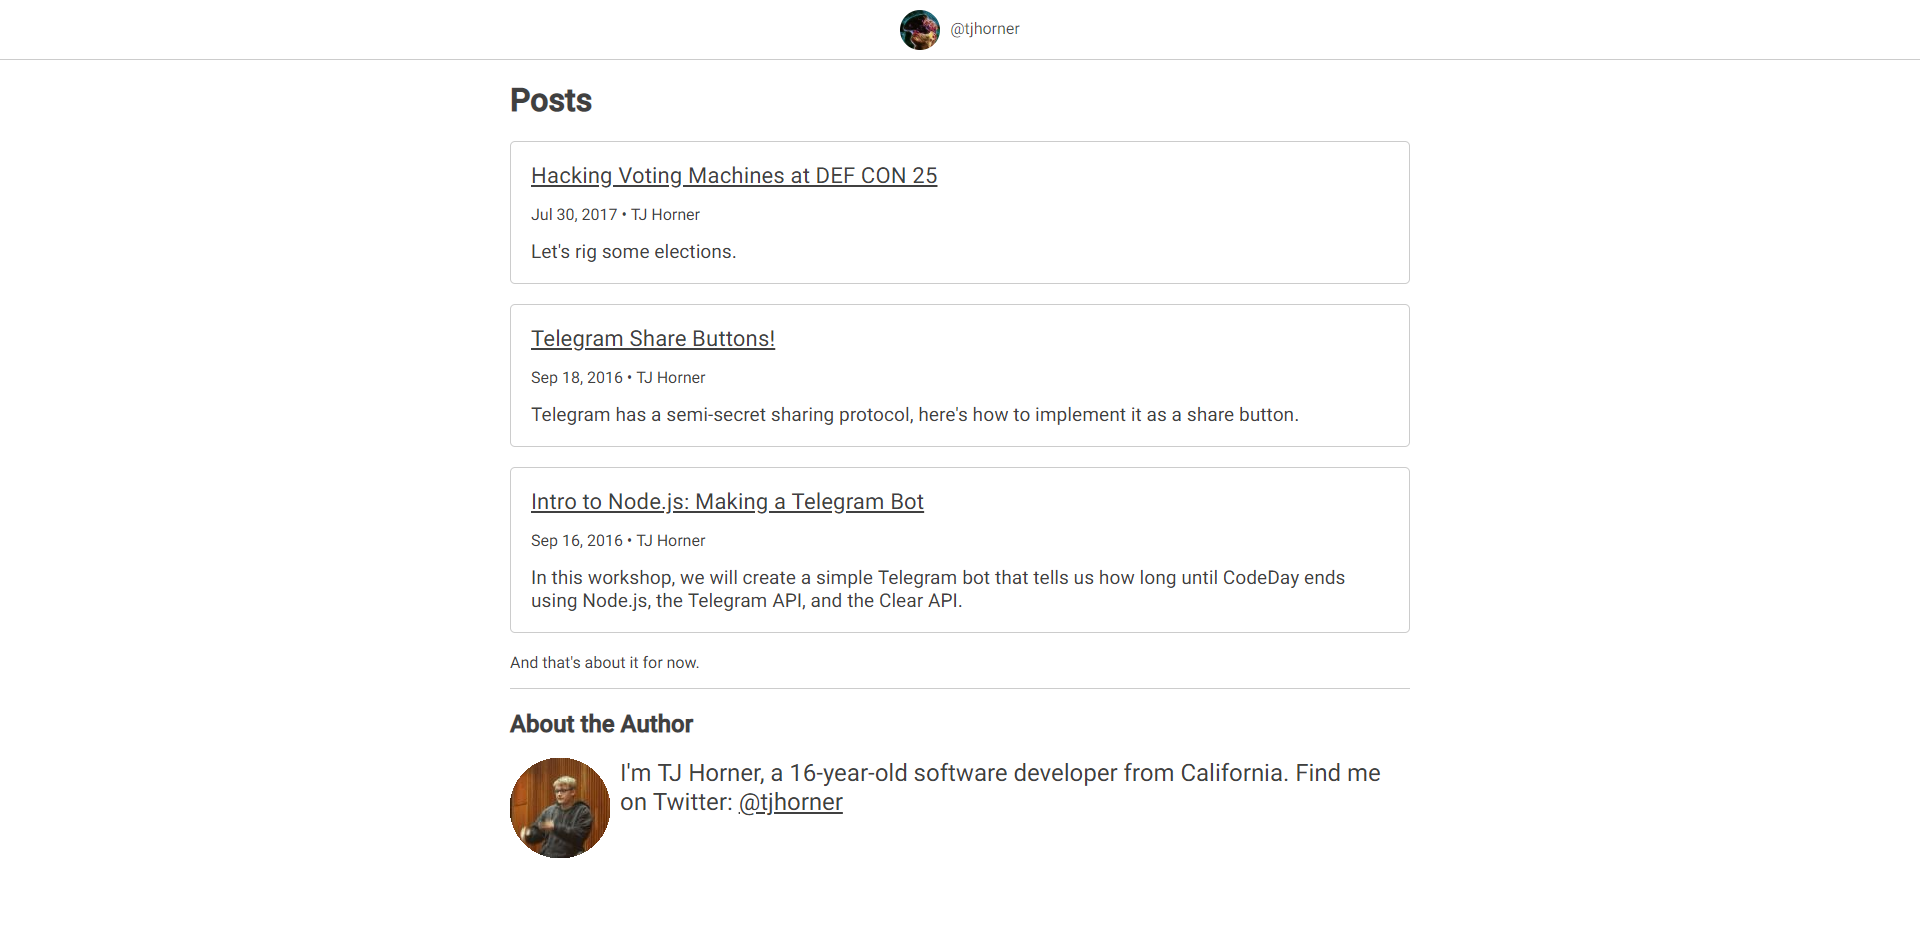 @tjhorner
Posts
Hacking Voting Machines at DEF CON 25
Jul 30, 2017 • TJ Horner
Let's rig some elections.
Telegram Share Buttons!
Sep 18, 2016 • TJ Horner
Telegram has a semi-secret sharing protocol, here's how to implement it as a share button.
Intro to Node.js: Making a Telegram Bot
Sep 16, 2016 • TJ Horner
In this workshop, we will create a simple Telegram bot that tells us how long until CodeDay ends
using Node.js, the Telegram API, and the Clear API.
And that's about it for now.
About the Author
I'm TJ Horner, a 16-year-old software developer from California. Find me
on Twitter: @tjhorner